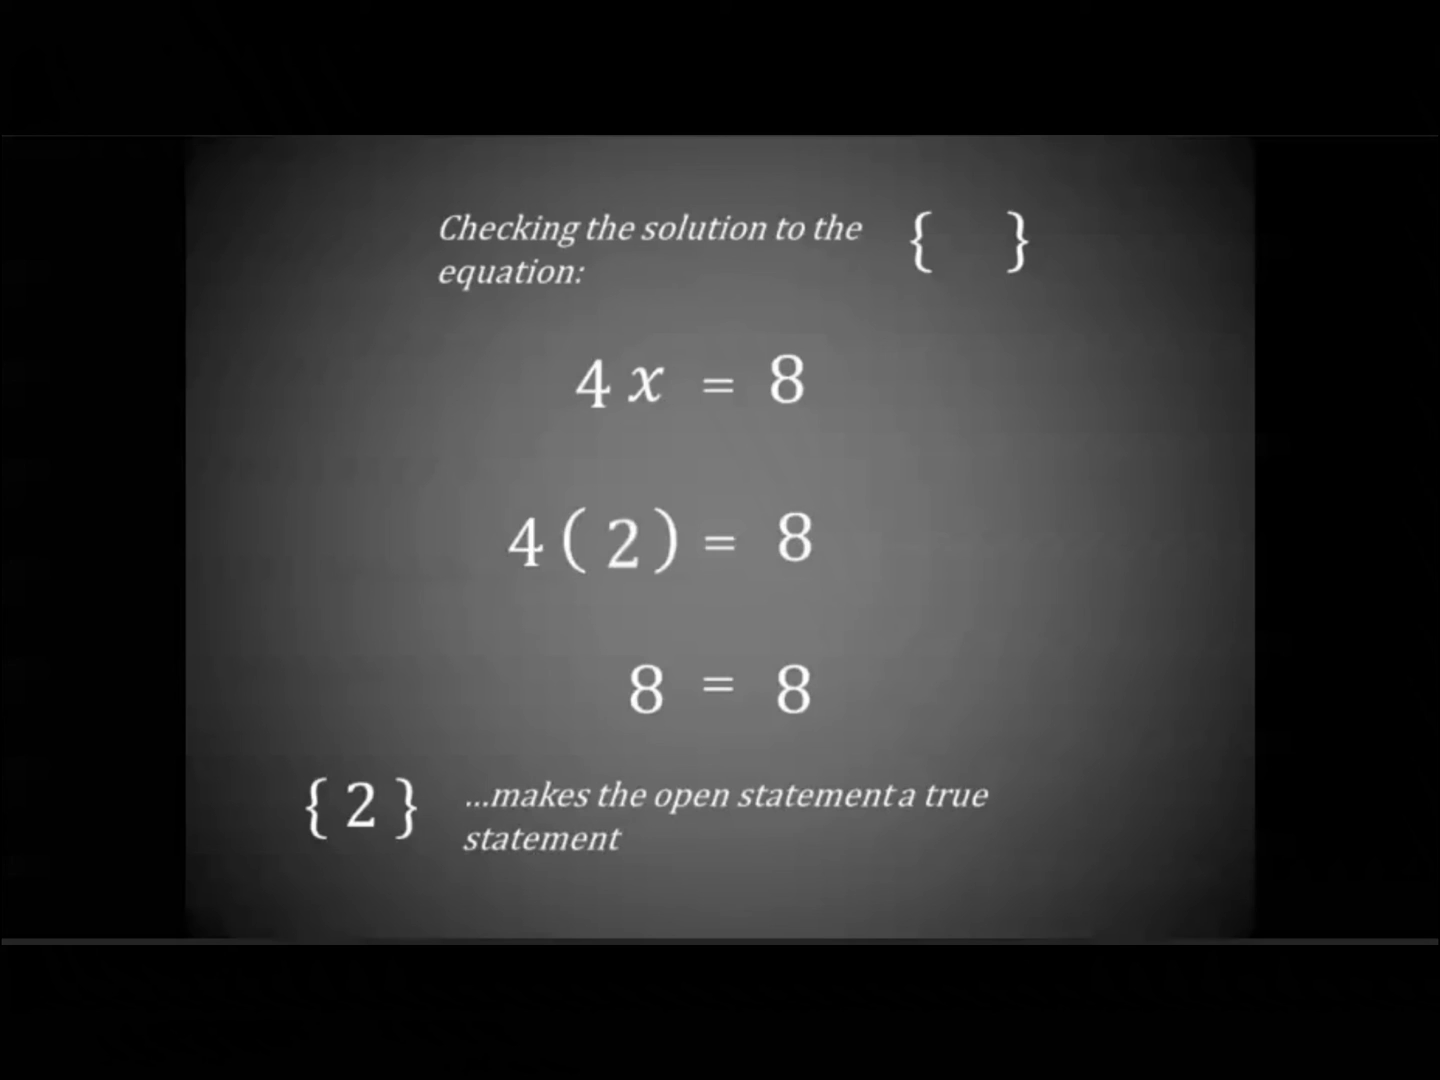 Checking the solution to the { }
equation:
4 x = 8
4 ( 2 ) = 8
8 = 8
{ 2 } ...makes the open statement a true
statement